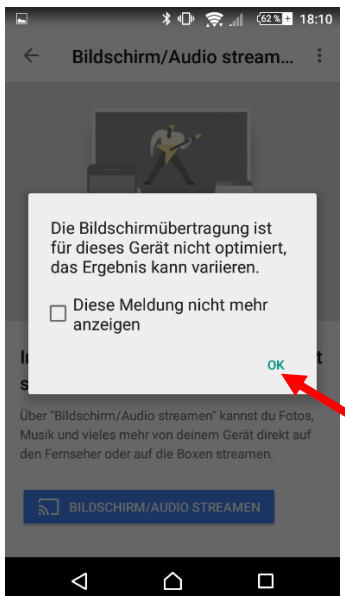 62% 18:10
Bildschirm/Audio stream...
Die Bildschirmübertragung ist
für dieses Gerät nicht optimiert,
das Ergebnis kann variieren.
Diese Meldung nicht mehr
anzeigen
OK
Über "Bildschirm/Audio streamen" kannst du Fotos,
Musik und vieles mehr von deinem Gerät direkt auf
den Fernseher oder auf die Boxen streamen.
BILDSCHIRM/AUDIO STREAMEN